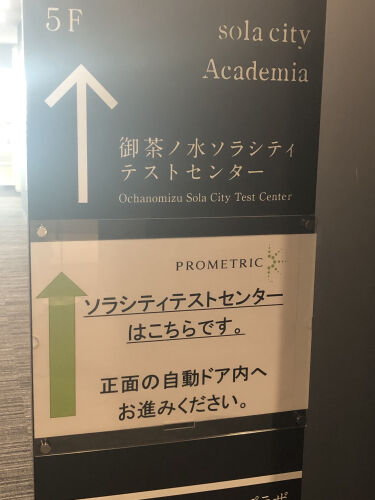 5F
sola city
Academia
御茶ノ水ソラシティ
テストセンター
Ochanomizu Sola City Test Center
PROMETRIC
ソラシティテストセンター
はこちらです。
正面の自動ドア内へ
お進みください。